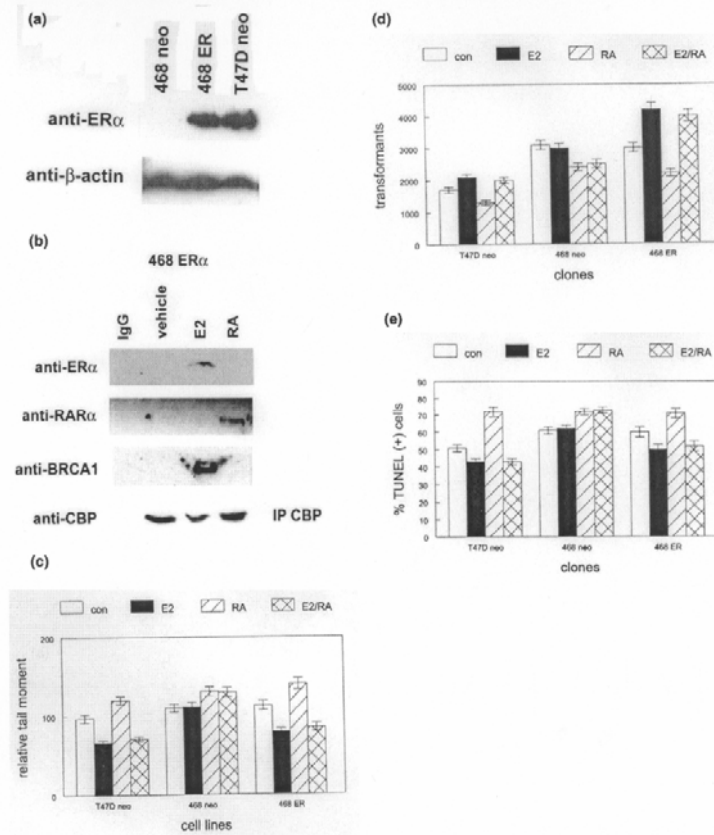 (a)
468 neo
468 ER
T47D neo
anti-ERα
anti-β-actin
(b)
468 ERα
IgG
vehicle
E2
RA
anti-ERα
anti-RARα
anti-BRCA1
anti-CBP
IP CBP
(c)
con E2 RA E2/RA
relative tail moment
200
100
0
T47D neo 468 neo 468 ER
cell lines
(d)
con E2 RA E2/RA
transformants
5000
4000
3000
2000
1000
0
T47D neo 468 neo 468 ER
clones
(e)
con E2 RA E2/RA
% TUNEL (+) cells
90
80
70
60
50
40
30
20
10
0
T47D neo 468 neo 468 ER
clones